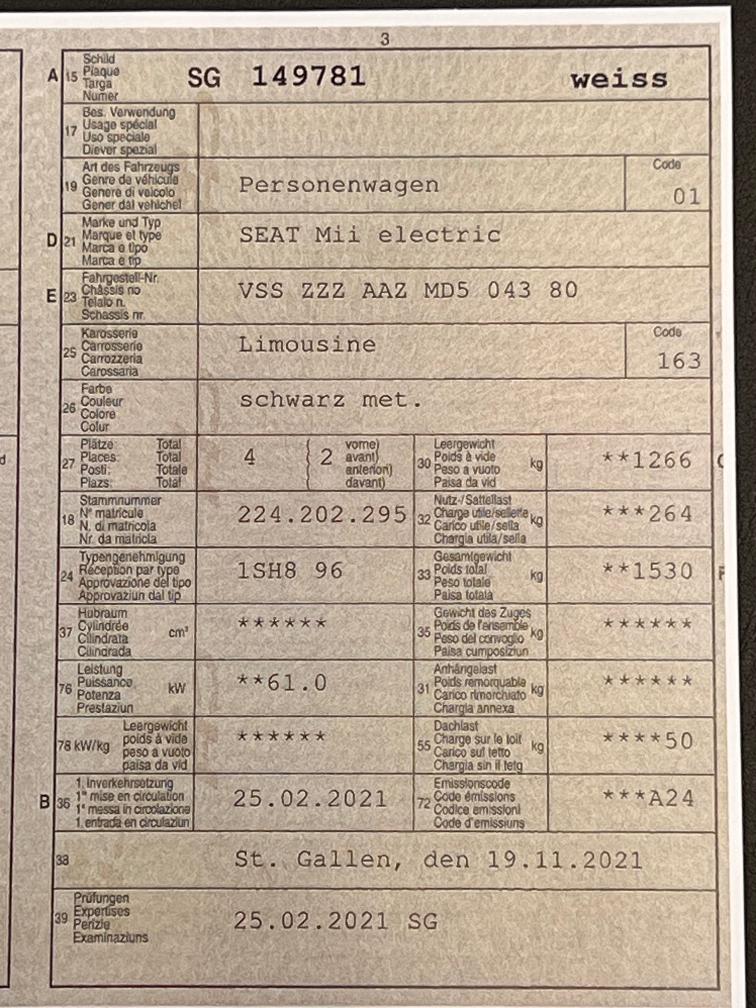 3
A 15 Schild SG 149781 weiss
Plaque
Targa
Numer
17 Bes. Verwendung
Usage spécial
Uso speciale
Diever spezial
19 Art des Fahrzeugs Personenwagen Code 01
Genre de véhicule
Genere di veicolo
Gener dal vehichel
D 21 Marke und Typ SEAT Mii electric
Marque et type
Marca e tipo
Marca e tip
E 23 Fahrgestell-Nr. VSS ZZZ AAZ MD5 043 80
Châssis no
Telaio n.
Schassis nr.
25 Karosserie Limousine Code 163
Carrosserie
Carrozzeria
Carossaria
26 Farbe schwarz met.
Couleur
Colore
Colur
27 Plätze Total 4 { 2 vorne)
Places: Total avant)
Posti: Totale anteriori)
Plazs: Total davant)
30 Leergewicht kg **1266
Poids à vide
Peso a vuoto
Paisa da vid
18 Stammnummer 224.202.295
N° matricule
N. di matricola
Nr. da matricla
32 Nutz-/Sattellast kg ***264
Charge utile/sellette
Carico utile/sella
Chargia utila/sella
24 Typengenehmigung 1SH8 96
Réception par type
Approvazione del tipo
Approvaziun dal tip
33 Gesamtgewicht kg **1530
Poids total
Peso totale
Paisa totala
37 Hubraum cm³ ******
Cylindrée
Cilindrata
Cilindrada
35 Gewicht des Zuges kg ******
Poids de l'ensemble
Peso del convoglio
Paisa cumposiziun
76 Leistung kW **61.0
Puissance
Potenza
Prestaziun
31 Anhängelast kg ******
Poids remorquable
Carico rimorchiato
Chargia annexa
78 kW/kg Leergewicht ******
poids à vide
peso a vuoto
paisa da vid
55 Dachlast kg ****50
Charge sur le toit
Carico sul tetto
Chargia sin il tetg
B 36 1. Inverkehrsetzung 25.02.2021
1re mise en circulation
1a messa in circolazione
1. entrada en circulaziun
72 Emissionscode ***A24
Code émissions
Codice emissioni
Code d'emissiuns
38 St. Gallen, den 19.11.2021
39 Prüfungen 25.02.2021 SG
Expertises
Perizie
Examinaziuns